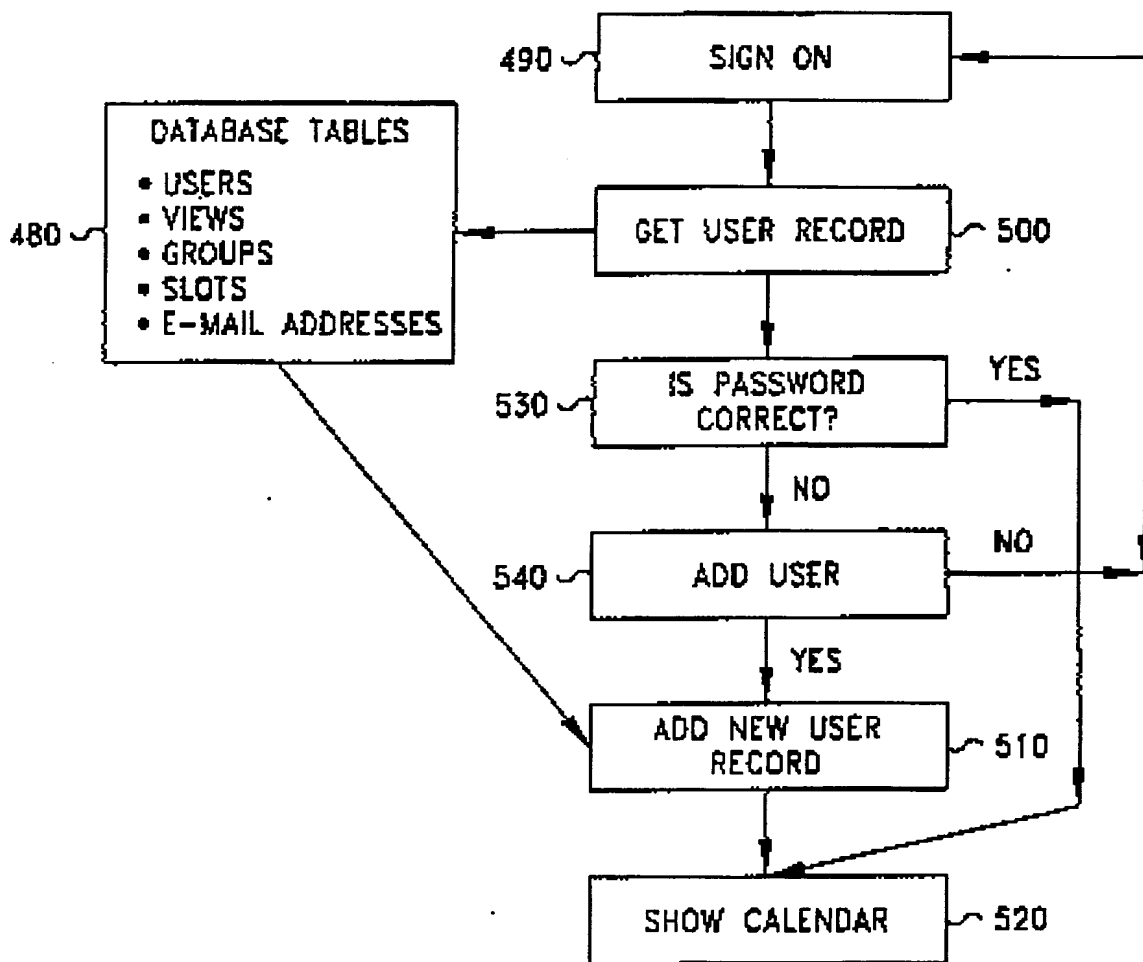 490
SIGN ON
DATABASE TABLES
• USERS
• VIEWS
• GROUPS
• SLOTS
• E-MAIL ADDRESSES
480
GET USER RECORD
500
530
IS PASSWORD
CORRECT?
YES
NO
540
ADD USER
NO
YES
ADD NEW USER
RECORD
510
SHOW CALENDAR
520